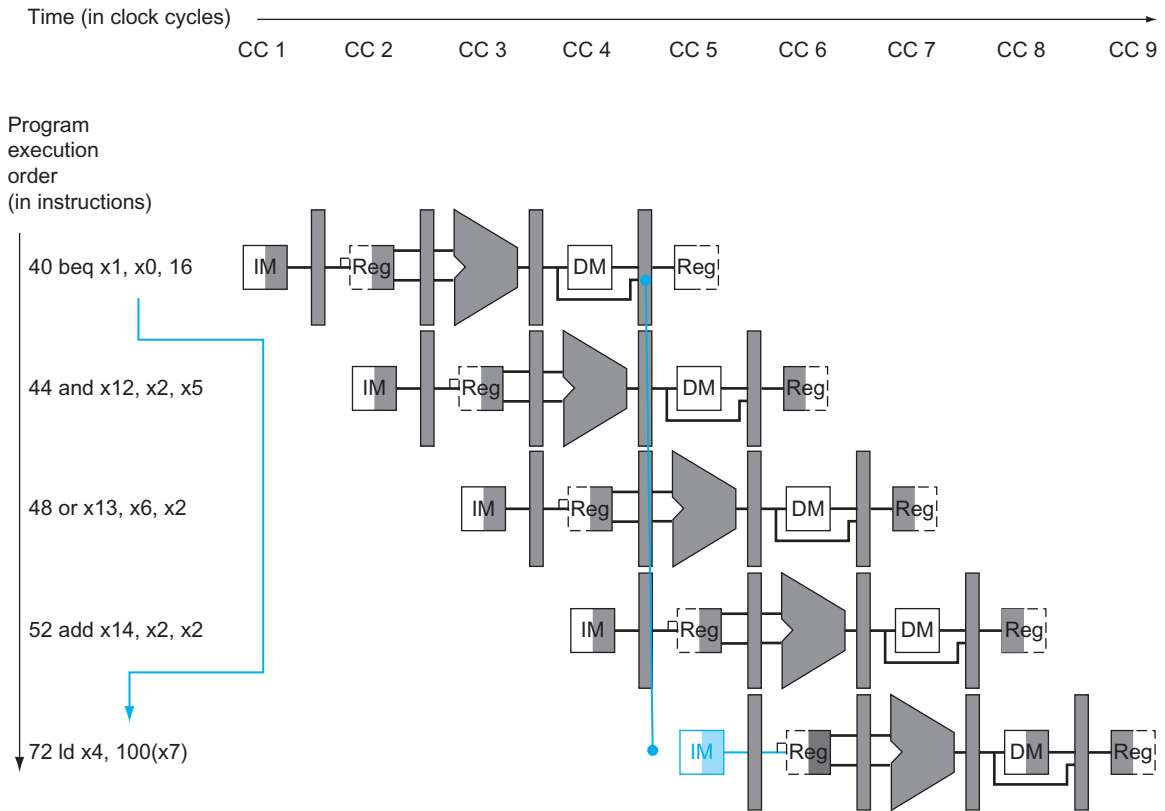 Time (in clock cycles)
CC 1 CC 2 CC 3 CC 4 CC 5 CC 6 CC 7 CC 8 CC 9
Program
execution
order
(in instructions)
40 beq x1, x0, 16 IM Reg DM Reg
44 and x12, x2, x5 IM Reg DM Reg
48 or x13, x6, x2 IM Reg DM Reg
52 add x14, x2, x2 IM Reg DM Reg
72 ld x4, 100(x7) IM Reg DM Reg